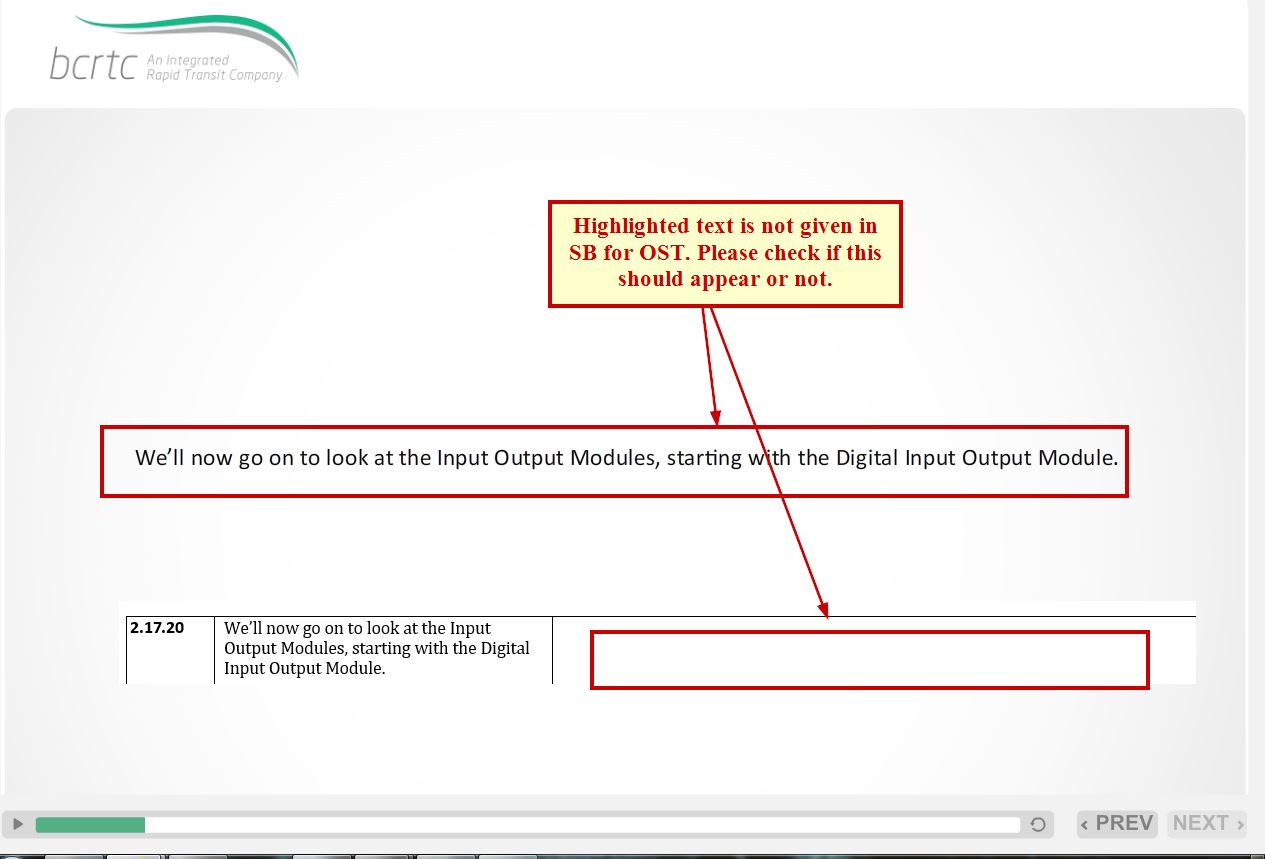 bcrtc An Integrated
Rapid Transit Company
Highlighted text is not given in
SB for OST. Please check if this
should appear or not.
We’ll now go on to look at the Input Output Modules, starting with the Digital Input Output Module.
2.17.20 We’ll now go on to look at the Input
Output Modules, starting with the Digital
Input Output Module.
‹ PREV NEXT ›